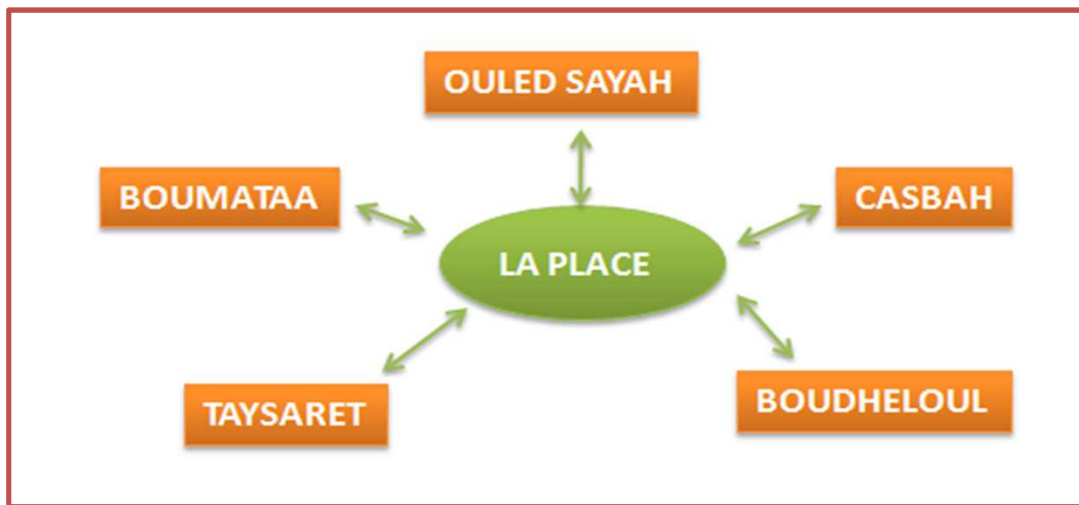 OULED SAYAH
BOUMATAA
CASBAH
LA PLACE
TAYSARET
BOUDHELOUL